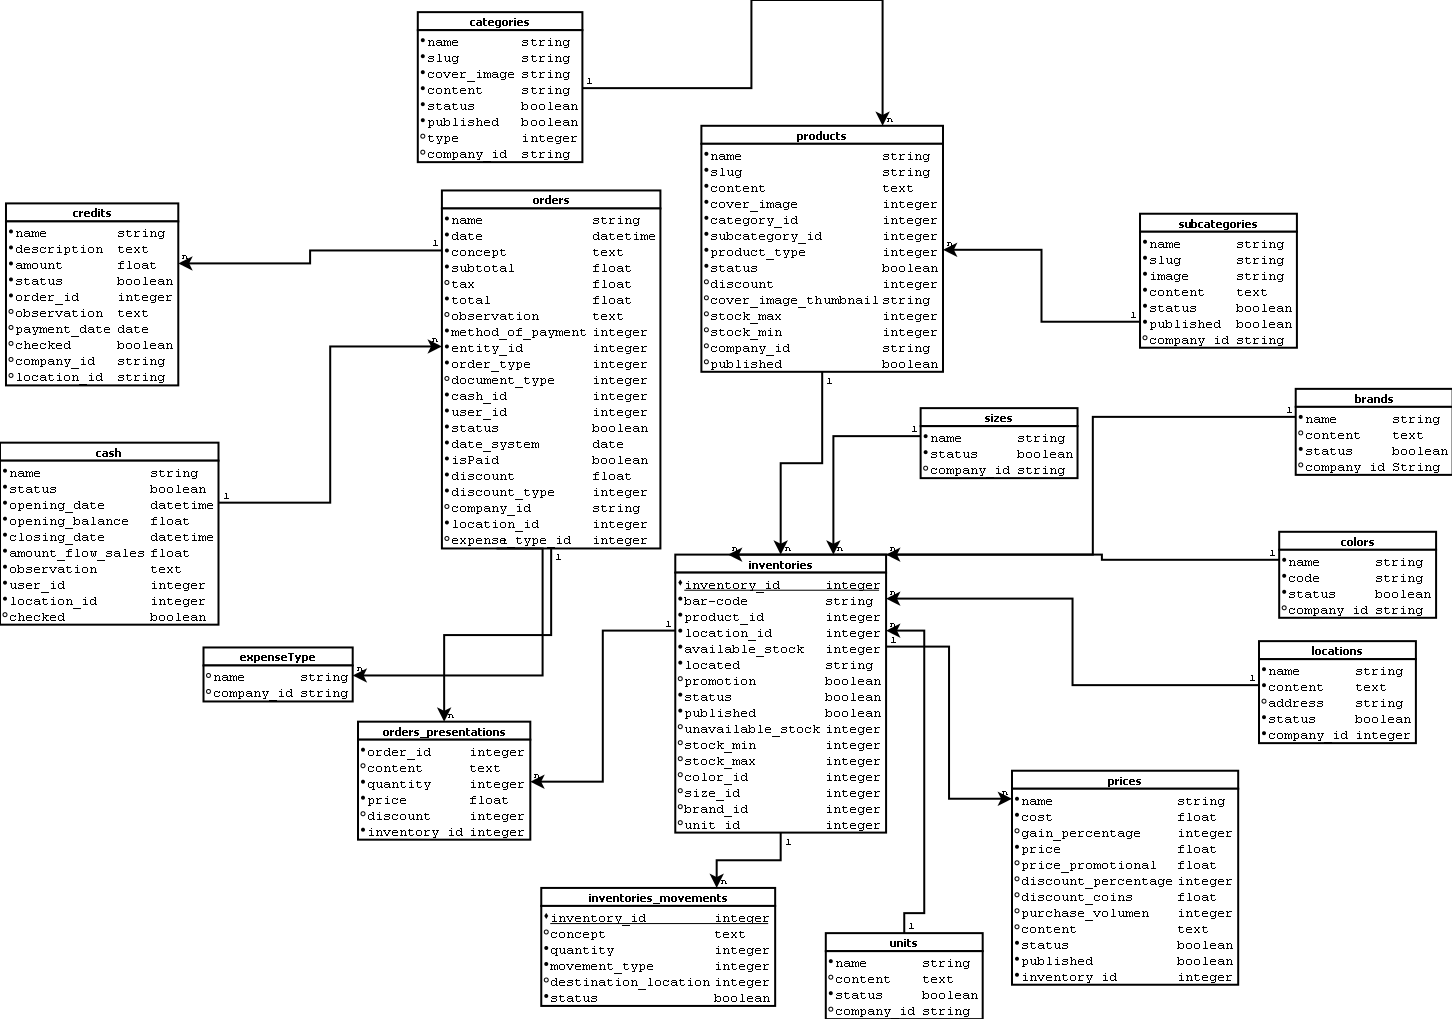 categories
name string
slug string
cover_image string
content string
status boolean
published boolean
type integer
company_id string
1
n
products
name string
slug string
content text
cover_image integer
category_id integer
subcategory_id integer
product_type integer
status boolean
discount integer
cover_image_thumbnail string
stock_max integer
stock_min integer
company_id string
published boolean
n
1
subcategories
name string
slug string
image string
content text
status boolean
published boolean
company_id string
1
credits
name string
description text
amount float
status boolean
order_id integer
observation text
payment_date date
checked boolean
company_id string
location_id string
n
orders
name string
date datetime
concept text
subtotal float
tax float
total float
observation text
method_of_payment integer
entity_id integer
order_type integer
document_type integer
cash_id integer
user_id integer
status boolean
date_system date
isPaid boolean
discount float
discount_type integer
company_id string
location_id integer
expense_type_id integer
1
n
1
1
cash
name string
status boolean
opening_date datetime
opening_balance float
closing_date datetime
amount_flow_sales float
observation text
user_id integer
location_id integer
checked boolean
1
sizes
name string
status boolean
company_id string
1
brands
name string
content text
status boolean
company_id String
1
colors
name string
code string
status boolean
company_id string
1
locations
name string
content text
address string
status boolean
company_id integer
1
expenseType
name string
company_id string
n
orders_presentations
order_id integer
content text
quantity integer
price float
discount integer
inventory_id integer
n
n
inventories
inventory_id integer
bar-code string
product_id integer
location_id integer
available_stock integer
located string
promotion boolean
status boolean
published boolean
unavailable_stock integer
stock_min integer
stock_max integer
color_id integer
size_id integer
brand_id integer
unit_id integer
n
n
n
n
n
n
1
1
1
prices
name string
cost float
gain_percentage integer
price float
price_promotional float
discount_percentage integer
discount_coins float
purchase_volumen integer
content text
status boolean
published boolean
inventory_id integer
n
inventories_movements
inventory_id integer
concept text
quantity integer
movement_type integer
destination_location integer
status boolean
n
units
name string
content text
status boolean
company_id string
1